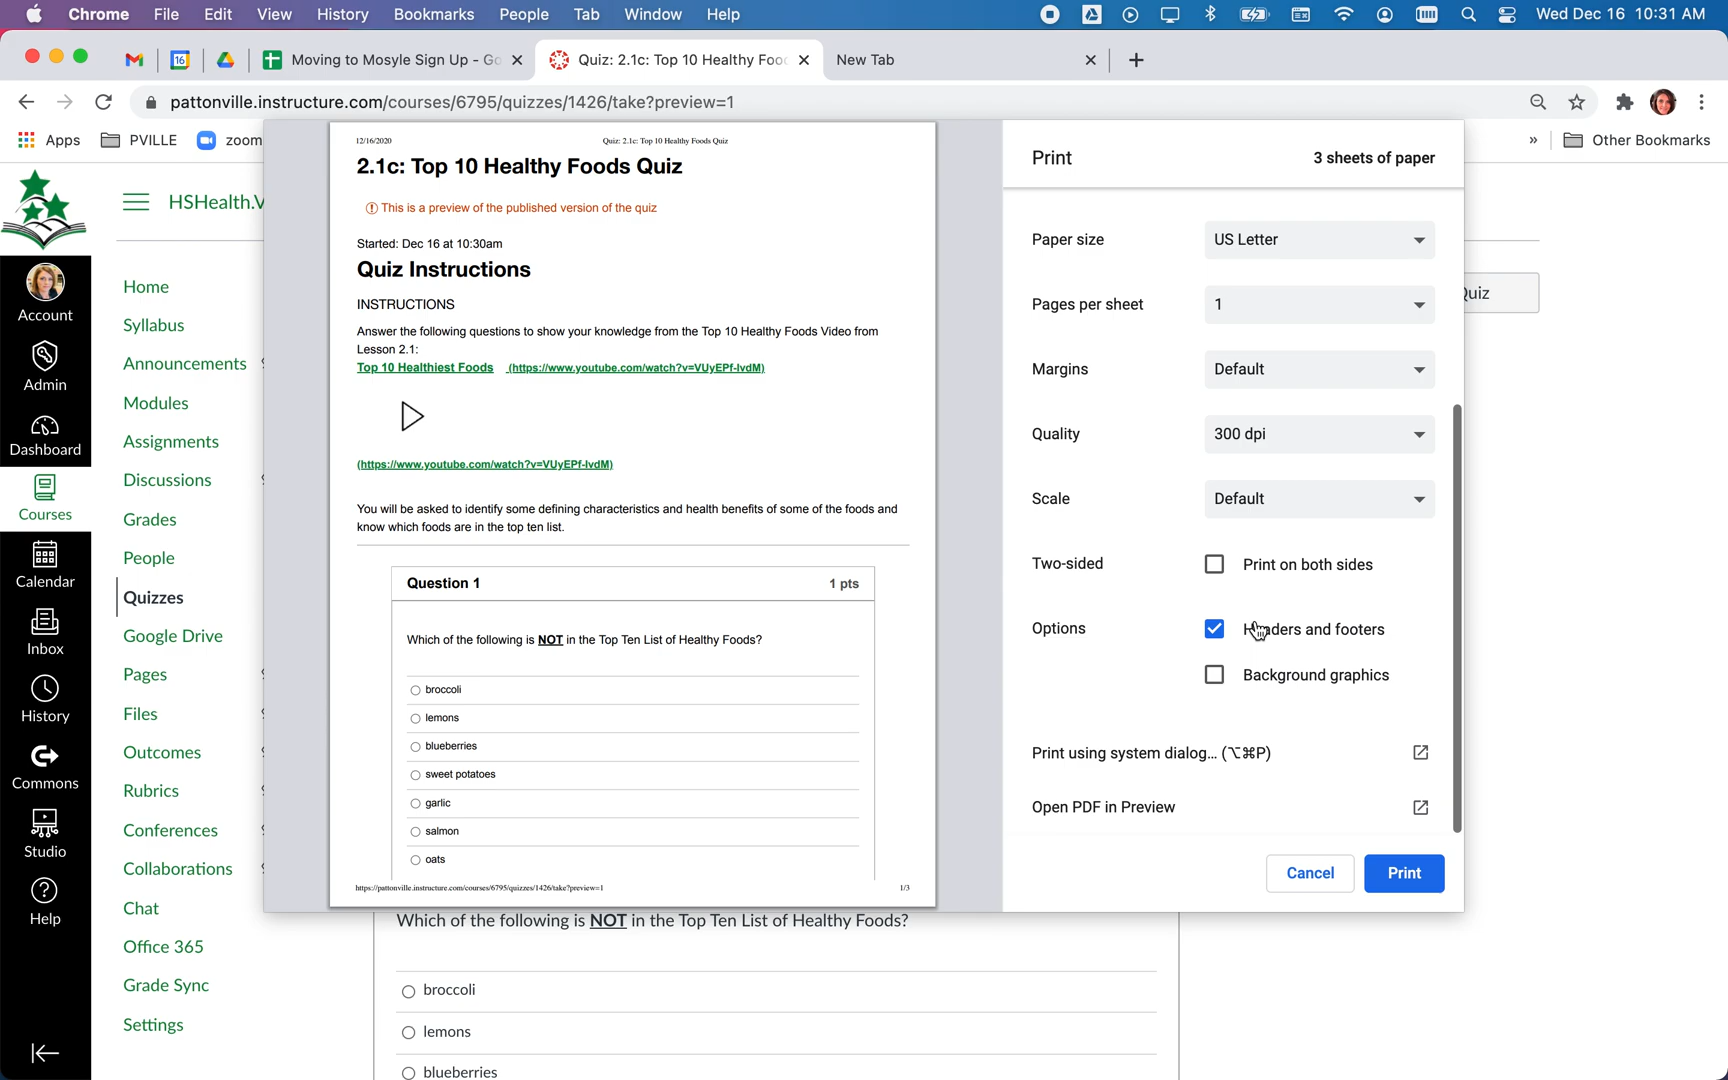 Chrome File Edit View History Bookmarks People Tab Window Help Wed Dec 16 10:31 AM
16 Moving to Mosyle Sign Up - Go Quiz: 2.1c: Top 10 Healthy Foo New Tab
pattonville.instructure.com/courses/6795/quizzes/1426/take?preview=1
Apps PVILLE zoom » Other Bookmarks
HSHealth.V
Account
Admin
Dashboard
Courses
Calendar
Inbox
History
Commons
Studio
Help
Home
Syllabus
Announcements
Modules
Assignments
Discussions
Grades
People
Quizzes
Google Drive
Pages
Files
Outcomes
Rubrics
Conferences
Collaborations
Chat
Office 365
Grade Sync
Settings
12/16/2020 Quiz: 2.1c: Top 10 Healthy Foods Quiz
2.1c: Top 10 Healthy Foods Quiz
This is a preview of the published version of the quiz
Started: Dec 16 at 10:30am
Quiz Instructions
INSTRUCTIONS
Answer the following questions to show your knowledge from the Top 10 Healthy Foods Video from
Lesson 2.1:
Top 10 Healthiest Foods (https://www.youtube.com/watch?v=VUyEPf-IvdM)
(https://www.youtube.com/watch?v=VUyEPf-IvdM)
You will be asked to identify some defining characteristics and health benefits of some of the foods and
know which foods are in the top ten list.
Question 1 1 pts
Which of the following is NOT in the Top Ten List of Healthy Foods?
broccoli
lemons
blueberries
sweet potatoes
garlic
salmon
oats
https://pattonville.instructure.com/courses/6795/quizzes/1426/take?preview=1 1/3
Print 3 sheets of paper
Paper size US Letter
Pages per sheet 1
Margins Default
Quality 300 dpi
Scale Default
Two-sided Print on both sides
Options Headers and footers
Background graphics
Print using system dialog... (⌥⌘P)
Open PDF in Preview
Cancel Print
Quiz
Which of the following is NOT in the Top Ten List of Healthy Foods?
broccoli
lemons
blueberries